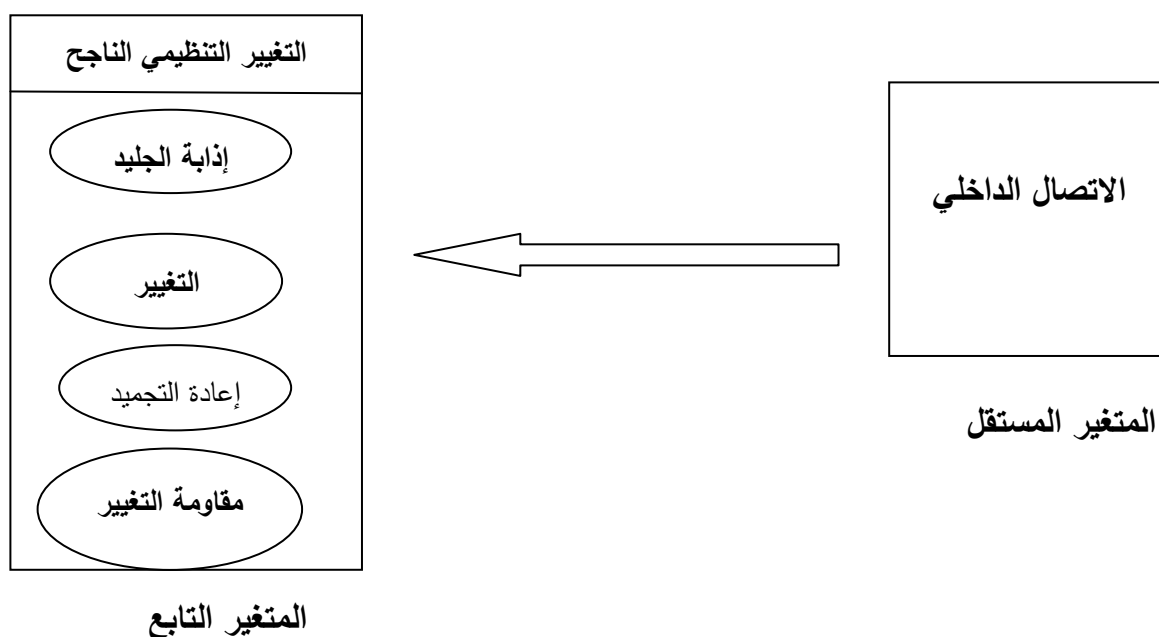 التغيير التنظيمي الناجح
إذابة الجليد
الاتصال الداخلي
التغيير
إعادة التجميد
المتغير المستقل
مقاومة التغيير
المتغير التابع